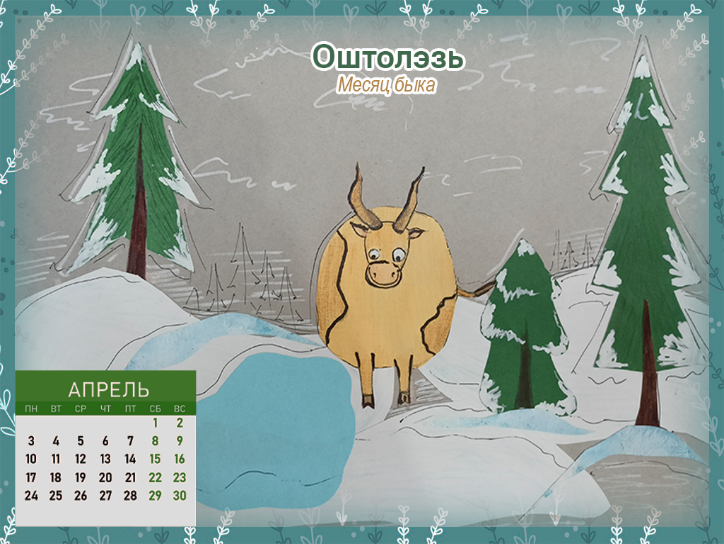 Оштолэзь
Месяц быка
АПРЕЛЬ
ПН ВТ СР ЧТ ПТ СБ ВС
1 2
3 4 5 6 7 8 9
10 11 12 13 14 15 16
17 18 19 20 21 22 23
24 25 26 27 28 29 30